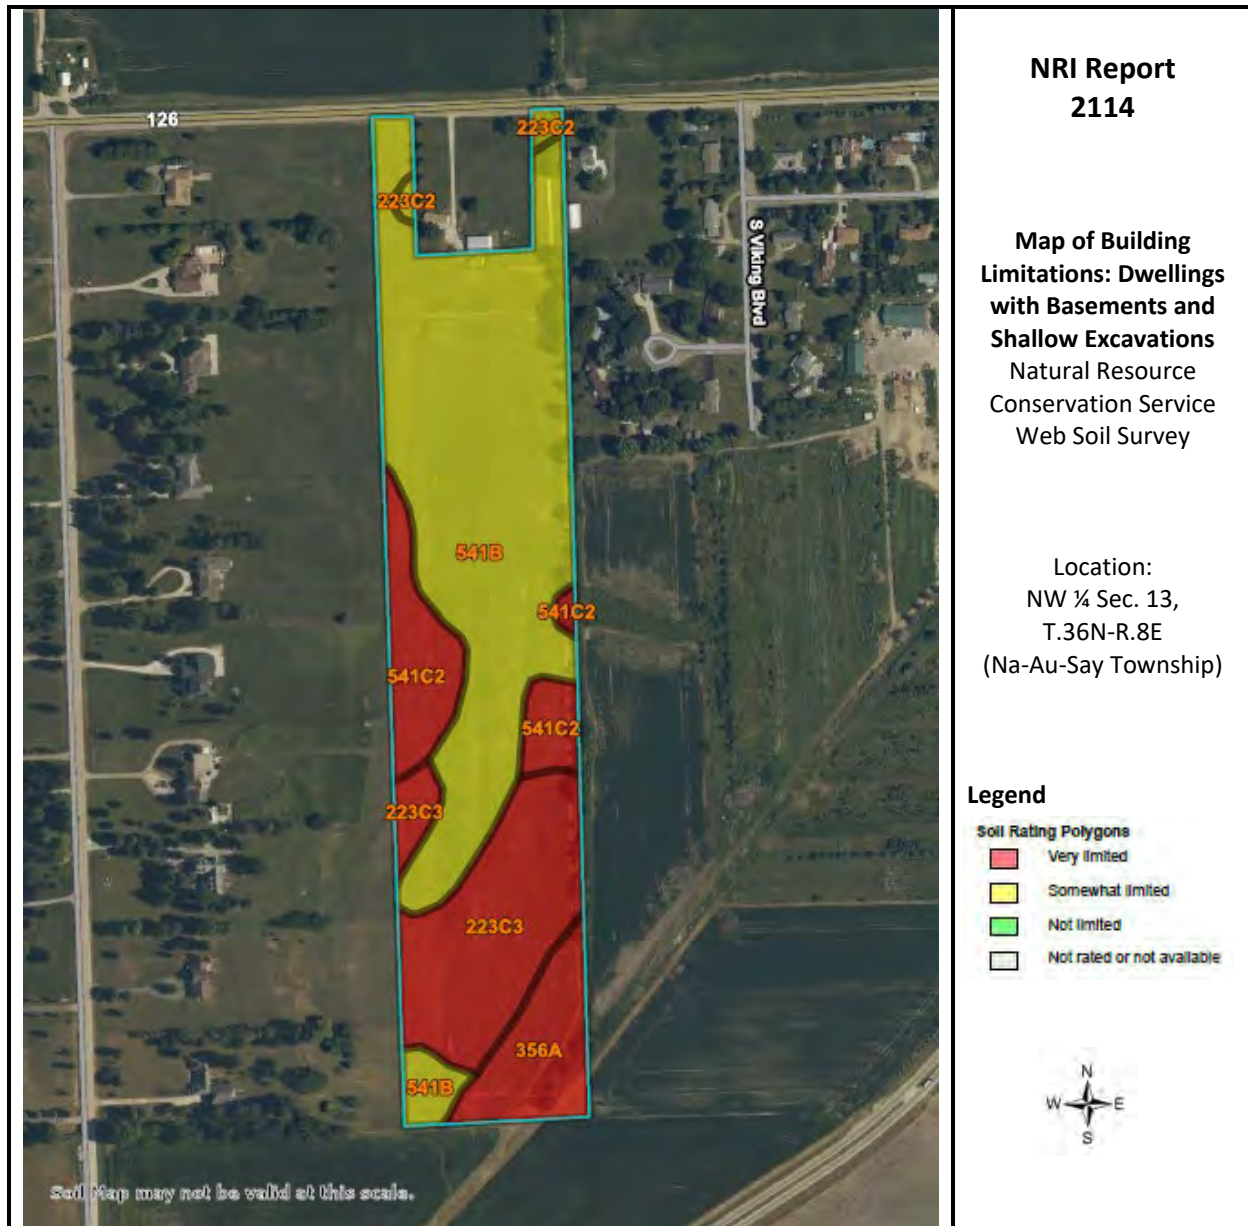 126
223C2
223C2
S Viking Blvd
541B
541C2
541C2
541C2
223C3
223C3
356A
541B
Soil Map may not be valid at this scale.
NRI Report
2114
Map of Building
Limitations: Dwellings
with Basements and
Shallow Excavations
Natural Resource
Conservation Service
Web Soil Survey
Location:
NW ¼ Sec. 13,
T.36N-R.8E
(Na-Au-Say Township)
Legend
Soil Rating Polygons
Very limited
Somewhat limited
Not limited
Not rated or not available
N
W E
S